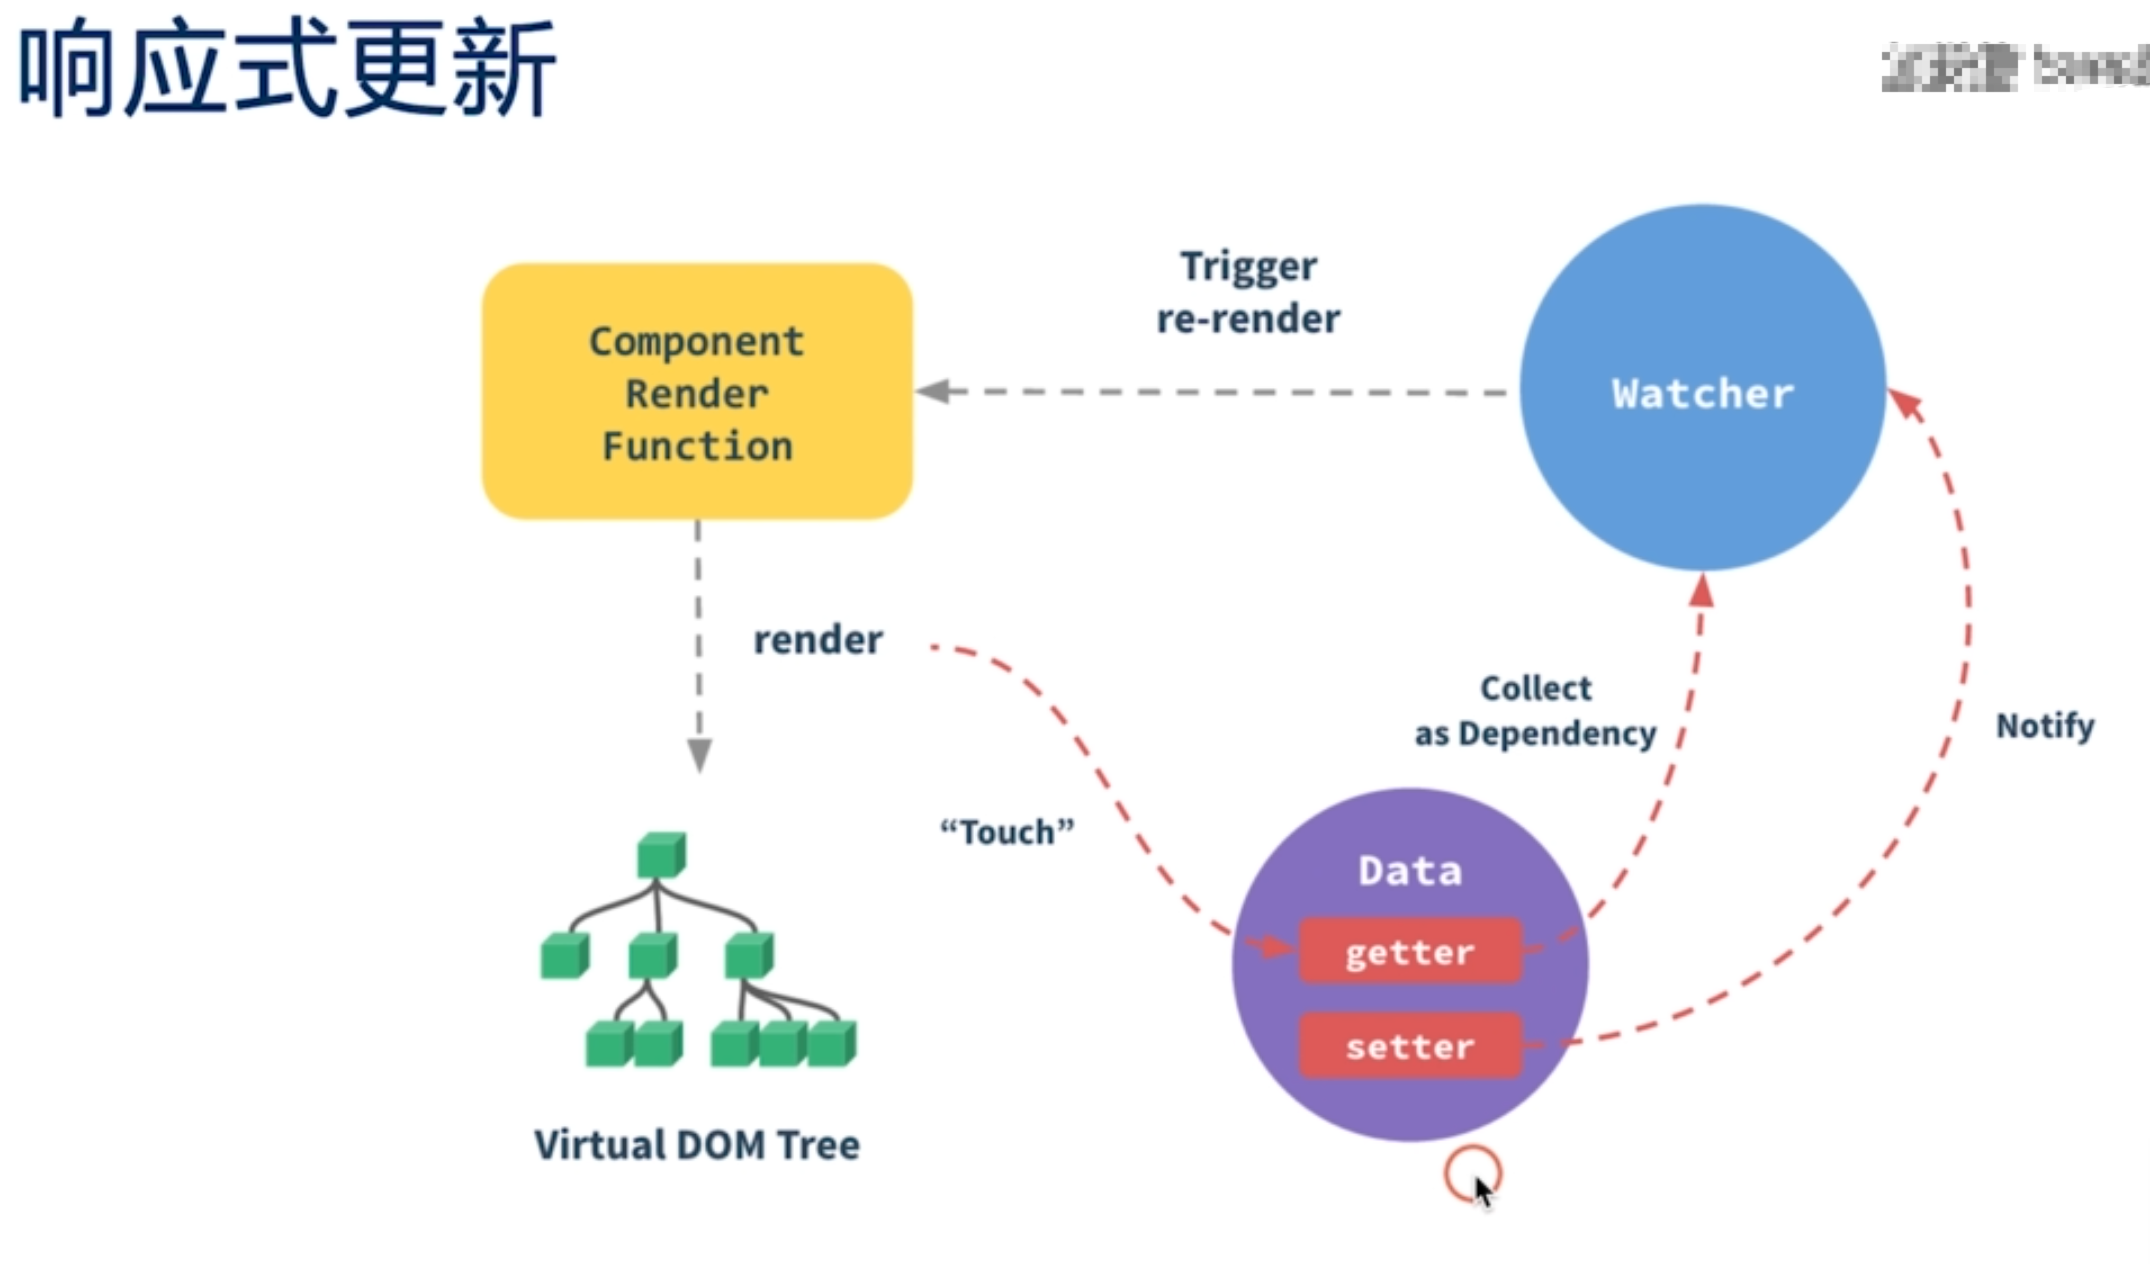 响应式更新
Trigger
re-render
Component
Render
Function
Watcher
render
Collect
as Dependency
Notify
“Touch”
Data
getter
setter
Virtual DOM Tree